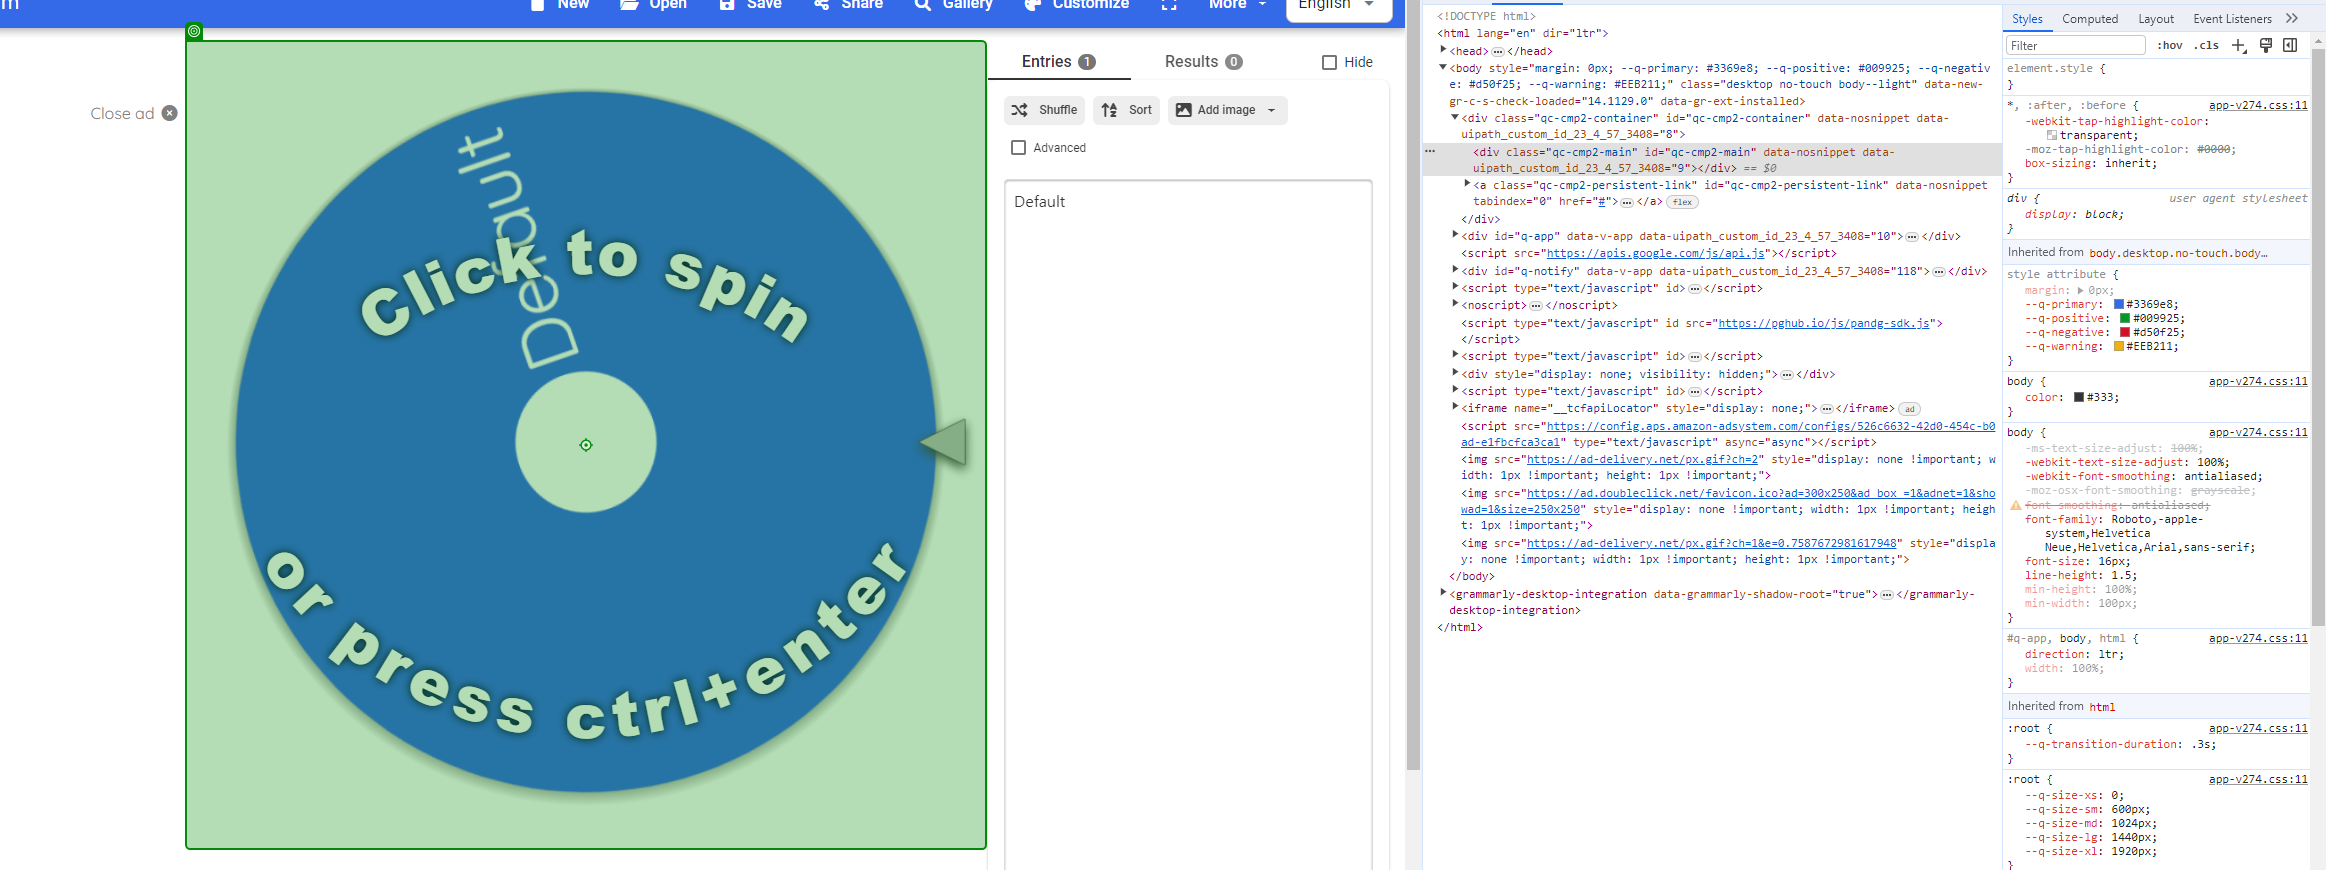 m
New
Open
Save
Share
Gallery
Customize
More
English
Close ad
Default
Click to spin
or press ctrl+enter
Entries 1
Results 0
Hide
Shuffle
Sort
Add image
Advanced
Default
<!DOCTYPE html>
<html lang="en" dir="ltr">
<head>…</head>
<body style="margin: 0px; --q-primary: #3369e8; --q-positive: #009925; --q-negativ
e: #d50f25; --q-warning: #EEB211;" class="desktop no-touch body--light" data-new-
gr-c-s-check-loaded="14.1129.0" data-gr-ext-installed>
<div class="qc-cmp2-container" id="qc-cmp2-container" data-nosnippet data-
uipath_custom_id_23_4_57_3408="8">
<div class="qc-cmp2-main" id="qc-cmp2-main" data-nosnippet data-
uipath_custom_id_23_4_57_3408="9"></div> == $0
<a class="qc-cmp2-persistent-link" id="qc-cmp2-persistent-link" data-nosnippet
tabindex="0" href="#">…</a> flex
</div>
<div id="q-app" data-v-app data-uipath_custom_id_23_4_57_3408="10">…</div>
<script src="https://apis.google.com/js/api.js"></script>
<div id="q-notify" data-v-app data-uipath_custom_id_23_4_57_3408="118">…</div>
<script type="text/javascript" id>…</script>
<noscript>…</noscript>
<script type="text/javascript" id src="https://pghub.io/js/pandg-sdk.js">
</script>
<script type="text/javascript" id>…</script>
<div style="display: none; visibility: hidden;">…</div>
<script type="text/javascript" id>…</script>
<iframe name="__tcfapiLocator" style="display: none;">…</iframe> ad
<script src="https://config.aps.amazon-adsystem.com/configs/526c6632-42d0-454c-b0
ad-e1fbcfca3ca1" type="text/javascript" async="async"></script>
<img src="https://ad-delivery.net/px.gif?ch=2" style="display: none !important; w
idth: 1px !important; height: 1px !important;">
<img src="https://ad.doubleclick.net/favicon.ico?ad=300x250&ad_box_=1&adnet=1&sho
wad=1&size=250x250" style="display: none !important; width: 1px !important; heigh
t: 1px !important;">
<img src="https://ad-delivery.net/px.gif?ch=1&e=0.7587672981617948" style="displa
y: none !important; width: 1px !important; height: 1px !important;">
</body>
<grammarly-desktop-integration data-grammarly-shadow-root="true">…</grammarly-
desktop-integration>
</html>
Styles
Computed
Layout
Event Listeners
Filter
:hov
.cls
element.style {
}
*, :after, :before {
app-v274.css:11
-webkit-tap-highlight-color:
transparent;
-moz-tap-highlight-color: #0000;
box-sizing: inherit;
}
div {
user agent stylesheet
display: block;
}
Inherited from body.desktop.no-touch.body…
style attribute {
margin: 0px;
--q-primary: #3369e8;
--q-positive: #009925;
--q-negative: #d50f25;
--q-warning: #EEB211;
}
body {
app-v274.css:11
color: #333;
}
body {
app-v274.css:11
-ms-text-size-adjust: 100%;
-webkit-text-size-adjust: 100%;
-webkit-font-smoothing: antialiased;
-moz-osx-font-smoothing: grayscale;
font-smoothing: antialiased;
font-family: Roboto,-apple-
system,Helvetica
Neue,Helvetica,Arial,sans-serif;
font-size: 16px;
line-height: 1.5;
min-height: 100%;
min-width: 100px;
}
#q-app, body, html {
app-v274.css:11
direction: ltr;
width: 100%;
}
Inherited from html
:root {
app-v274.css:11
--q-transition-duration: .3s;
}
:root {
app-v274.css:11
--q-size-xs: 0;
--q-size-sm: 600px;
--q-size-md: 1024px;
--q-size-lg: 1440px;
--q-size-xl: 1920px;
}